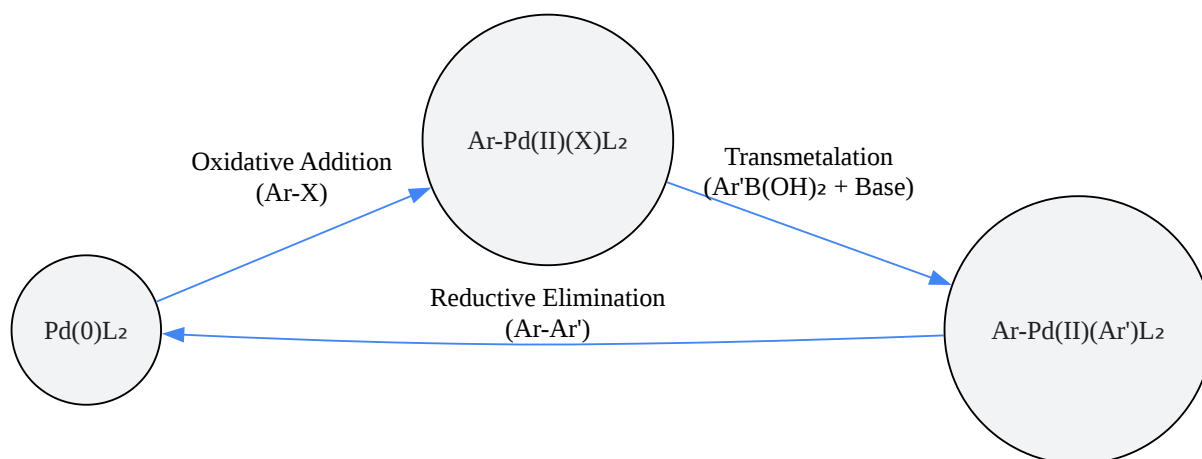 Ar-Pd(II)(X)L₂
Oxidative Addition
(Ar-X)
Transmetalation
(Ar'B(OH)₂ + Base)
Reductive Elimination
(Ar-Ar')
Pd(0)L₂
Ar-Pd(II)(Ar')L₂